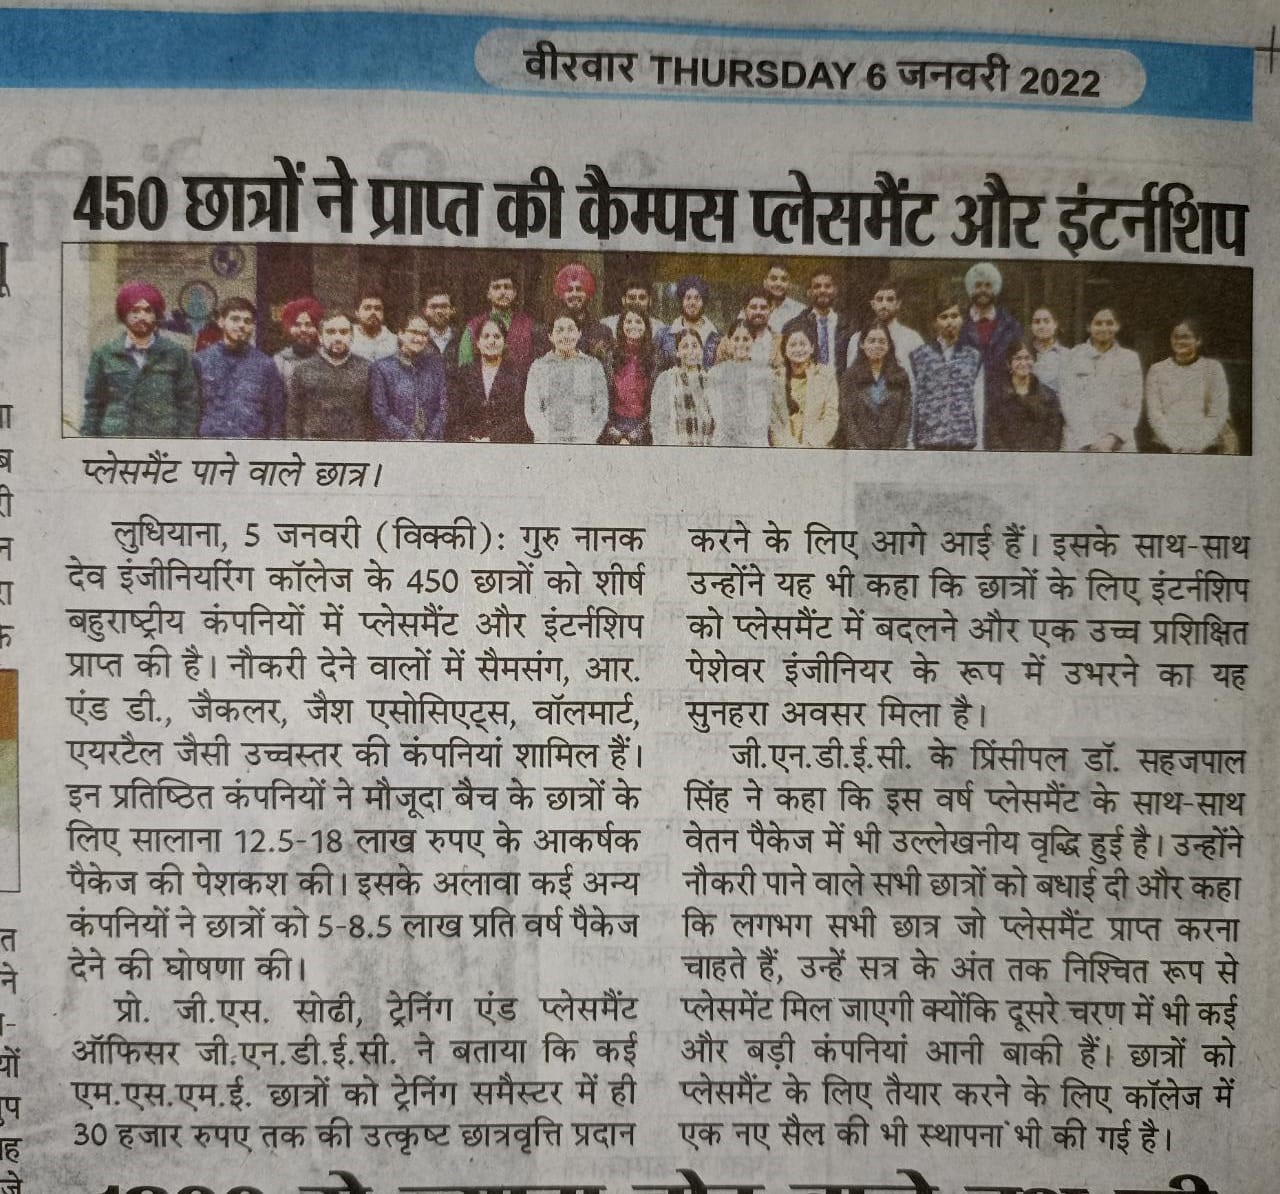 वीरवार THURSDAY 6 जनवरी 2022
450 छात्रों ने प्राप्त की कैम्पस प्लेसमैंट और इंटर्नशिप
प्लेसमैंट पाने वाले छात्र।
लुधियाना, 5 जनवरी (विक्की): गुरु नानक
देव इंजीनियरिंग कॉलेज के 450 छात्रों को शीर्ष
बहुराष्ट्रीय कंपनियों में प्लेसमैंट और इंटर्नशिप
प्राप्त की है। नौकरी देने वालों में सैमसंग, आर.
एंड डी., जैकलर, जैश एसोसिएट्स, वॉलमार्ट,
एयरटैल जैसी उच्चस्तर की कंपनियां शामिल हैं।
इन प्रतिष्ठित कंपनियों ने मौजूदा बैच के छात्रों के
लिए सालाना 12.5-18 लाख रुपए के आकर्षक
पैकेज की पेशकश की। इसके अलावा कई अन्य
कंपनियों ने छात्रों को 5-8.5 लाख प्रति वर्ष पैकेज
देने की घोषणा की।
प्रो. जी.एस. सोढी, ट्रेनिंग एंड प्लेसमैंट
ऑफिसर जी.एन.डी.ई.सी. ने बताया कि कई
एम.एस.एम.ई. छात्रों को ट्रेनिंग समैस्टर में ही
30 हजार रुपए तक की उत्कृष्ट छात्रवृत्ति प्रदान
करने के लिए आगे आई हैं। इसके साथ-साथ
उन्होंने यह भी कहा कि छात्रों के लिए इंटर्नशिप
को प्लेसमैंट में बदलने और एक उच्च प्रशिक्षित
पेशेवर इंजीनियर के रूप में उभरने का यह
सुनहरा अवसर मिला है।
जी.एन.डी.ई.सी. के प्रिंसीपल डॉ. सहजपाल
सिंह ने कहा कि इस वर्ष प्लेसमैंट के साथ-साथ
वेतन पैकेज में भी उल्लेखनीय वृद्धि हुई है। उन्होंने
नौकरी पाने वाले सभी छात्रों को बधाई दी और कहा
कि लगभग सभी छात्र जो प्लेसमैंट प्राप्त करना
चाहते हैं, उन्हें सत्र के अंत तक निश्चित रूप से
प्लेसमेंट मिल जाएगी क्योंकि दूसरे चरण में भी कई
और बड़ी कंपनियां आनी बाकी हैं। छात्रों को
प्लेसमैंट के लिए तैयार करने के लिए कॉलेज में
एक नए सैल की भी स्थापना भी की गई है।